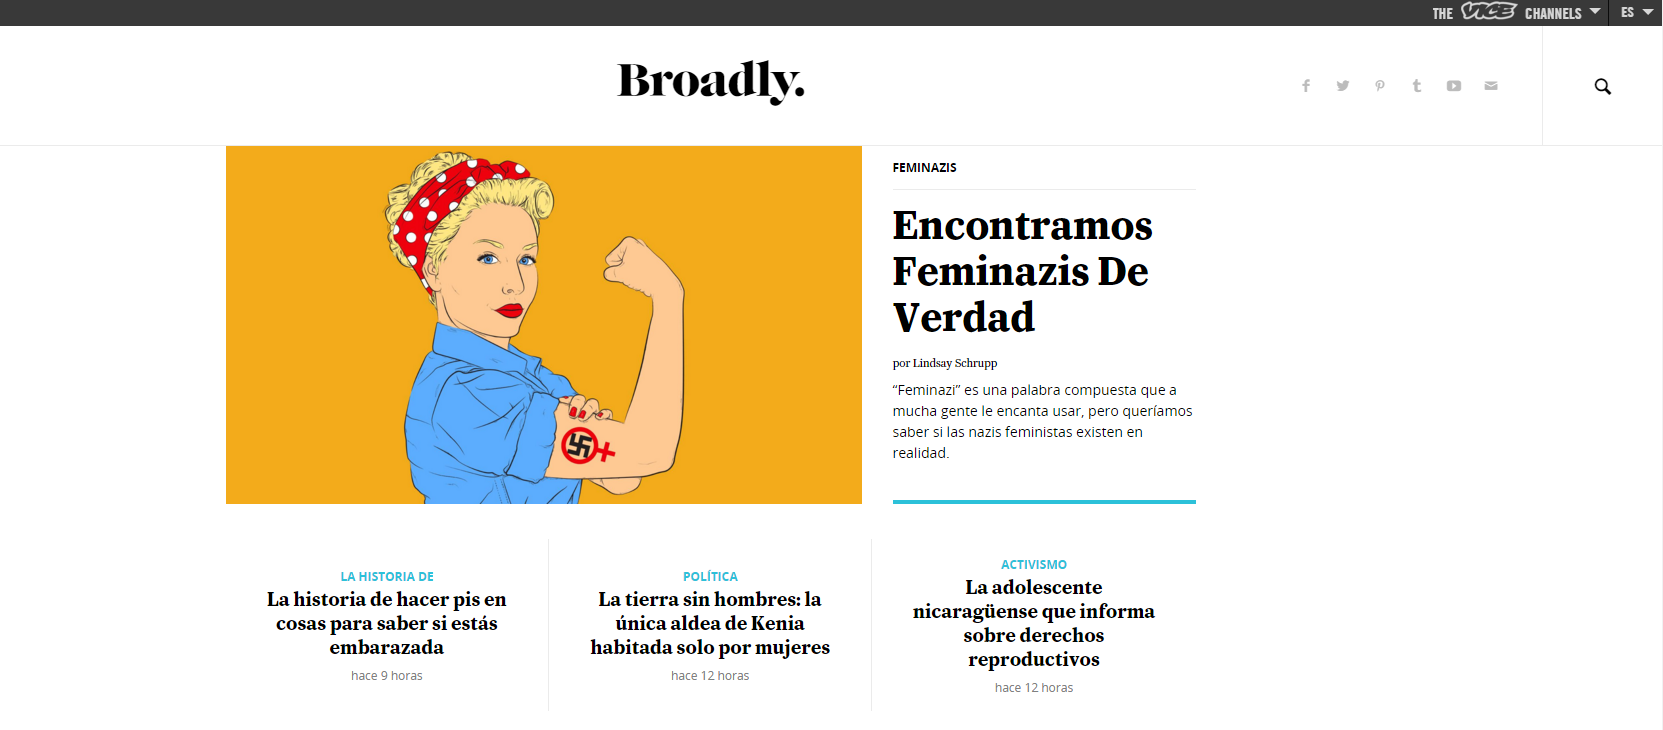 THE VICE CHANNELS
ES
Broadly.
FEMINAZIS
Encontramos
Feminazis De
Verdad
por Lindsay Schrupp
“Feminazi” es una palabra compuesta que a
mucha gente le encanta usar, pero queríamos
saber si las nazis feministas existen en
realidad.
LA HISTORIA DE
La historia de hacer pis en
cosas para saber si estás
embarazada
hace 9 horas
POLÍTICA
La tierra sin hombres: la
única aldea de Kenia
habitada solo por mujeres
hace 12 horas
ACTIVISMO
La adolescente
nicaragüense que informa
sobre derechos
reproductivos
hace 12 horas